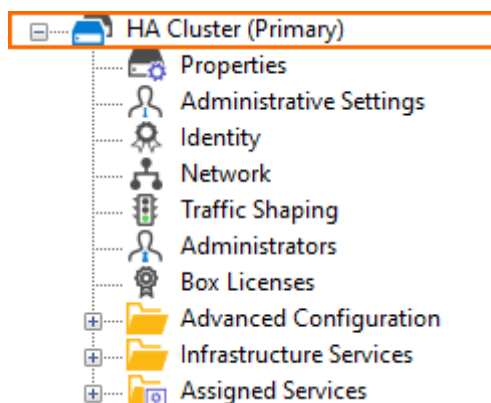 HA Cluster (Primary)
Properties
Administrative Settings
Identity
Network
Traffic Shaping
Administrators
Box Licenses
Advanced Configuration
Infrastructure Services
Assigned Services